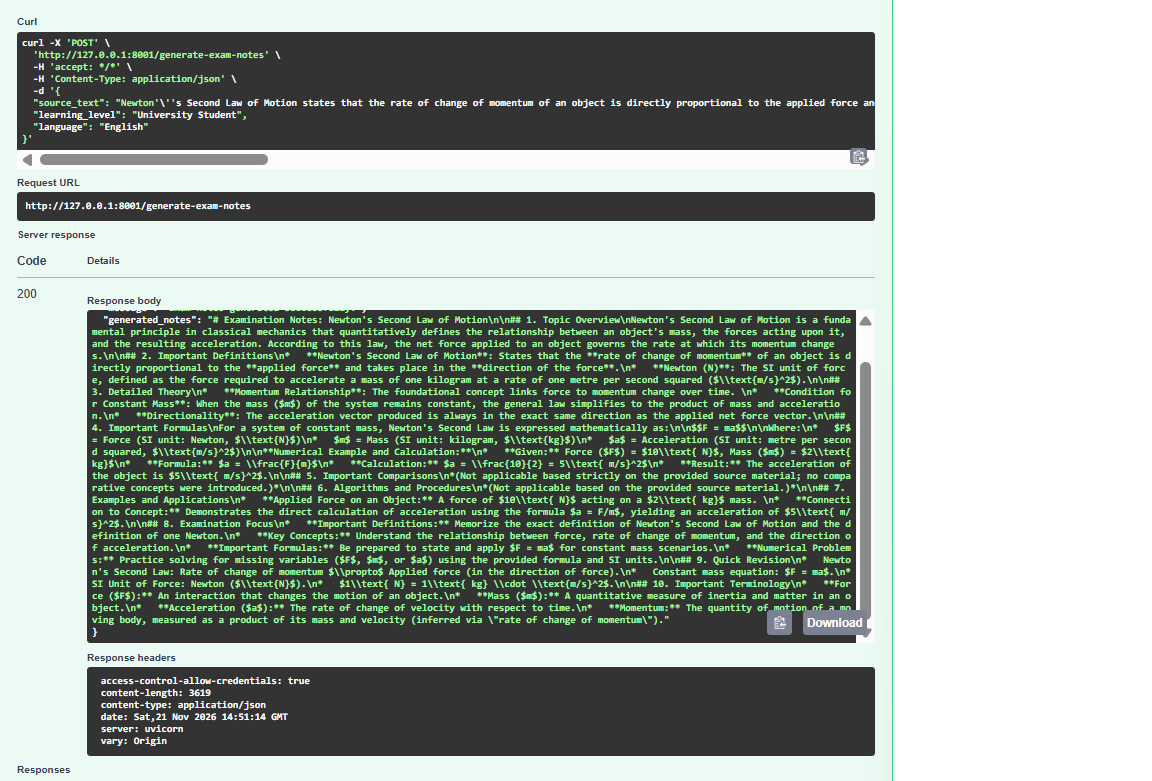 Curl
curl -X 'POST' \
'http://127.0.0.1:8001/generate-exam-notes' \
-H 'accept: */*' \
-H 'Content-Type: application/json' \
-d '{
"source_text": "Newton'\''s Second Law of Motion states that the rate of change of momentum of an object is directly proportional to the applied force an
"learning_level": "University Student",
"language": "English"
}'
Request URL
http://127.0.0.1:8001/generate-exam-notes
Server response
Code
Details
200
Response body
"generated_notes": "# Examination Notes: Newton's Second Law of Motion\n\n## 1. Topic Overview\nNewton's Second Law of Motion is a funda
mental principle in classical mechanics that quantitatively defines the relationship between an object's mass, the forces acting upon it,
and the resulting acceleration. According to this law, the net force applied to an object governs the rate at which its momentum change
s.\n\n## 2. Important Definitions\n*   **Newton's Second Law of Motion**: States that the **rate of change of momentum** of an object is d
irectly proportional to the **applied force** and takes place in the **direction of the force**.\n*   **Newton (N)**: The SI unit of forc
e, defined as the force required to accelerate a mass of one kilogram at a rate of one metre per second squared ($\\text{m/s}^2$).\n\n##
3. Detailed Theory\n*   **Momentum Relationship**: The foundational concept links force to momentum change over time. \n*   **Condition fo
r Constant Mass**: When the mass ($m$) of the system remains constant, the general law simplifies to the product of mass and acceleratio
n.\n*   **Directionality**: The acceleration vector produced is always in the exact same direction as the applied net force vector.\n\n##
4. Important Formulas\nFor a system of constant mass, Newton's Second Law is expressed mathematically as:\n\n$$F = ma$$\n\nWhere:\n*   $F$
= Force (SI unit: Newton, $\\text{N}$)\n*   $m$ = Mass (SI unit: kilogram, $\\text{kg}$)\n*   $a$ = Acceleration (SI unit: metre per secon
d squared, $\\text{m/s}^2$)\n\n**Numerical Example and Calculation:**\n*   **Given:** Force ($F$) = $10\\text{ N}$, Mass ($m$) = $2\\text{
kg}$\n*   **Formula:** $a = \\frac{F}{m}$\n*   **Calculation:** $a = \\frac{10}{2} = 5\\text{ m/s}^2$\n*   **Result:** The acceleration of
the object is $5\\text{ m/s}^2$.\n\n## 5. Important Comparisons\n*(Not applicable based strictly on the provided source material; no compa
rative concepts were introduced.)*\n\n## 6. Algorithms and Procedures\n*(Not applicable based on the provided source material.)*\n\n## 7.
Examples and Applications\n*   **Applied Force on an Object:** A force of $10\\text{ N}$ acting on a $2\\text{ kg}$ mass. \n*   **Connecti
on to Concept:** Demonstrates the direct calculation of acceleration using the formula $a = F/m$, yielding an acceleration of $5\\text{ m/
s}^2$.\n\n## 8. Examination Focus\n*   **Important Definitions:** Memorize the exact definition of Newton's Second Law of Motion and the d
efinition of one Newton.\n*   **Key Concepts:** Understand the relationship between force, rate of change of momentum, and the direction o
f acceleration.\n*   **Important Formulas:** Be prepared to state and apply $F = ma$ for constant mass scenarios.\n*   **Numerical Problem
s:** Practice solving for missing variables ($F$, $m$, or $a$) using the provided formula and SI units.\n\n## 9. Quick Revision\n*   Newto
n's Second Law: Rate of change of momentum $\\propto$ Applied force (in the direction of force).\n*   Constant mass equation: $F = ma$.\n*
SI Unit of Force: Newton ($\\text{N}$).\n*   $1\\text{ N} = 1\\text{ kg} \\cdot \\text{m/s}^2$.\n\n## 10. Important Terminology\n*   **For
ce ($F$):** An interaction that changes the motion of an object.\n*   **Mass ($m$):** A quantitative measure of inertia and matter in an o
bject.\n*   **Acceleration ($a$):** The rate of change of velocity with respect to time.\n*   **Momentum:** The quantity of motion of a mo
ving body, measured as a product of its mass and velocity (inferred via \"rate of change of momentum\")."
}
Download
Response headers
access-control-allow-credentials: true
content-length: 3619
content-type: application/json
date: Sat,21 Nov 2026 14:51:14 GMT
server: uvicorn
vary: Origin
Responses